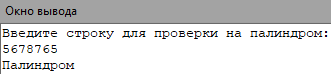 Окно вывода
Введите строку для проверки на палиндром:
5678765
Палиндром